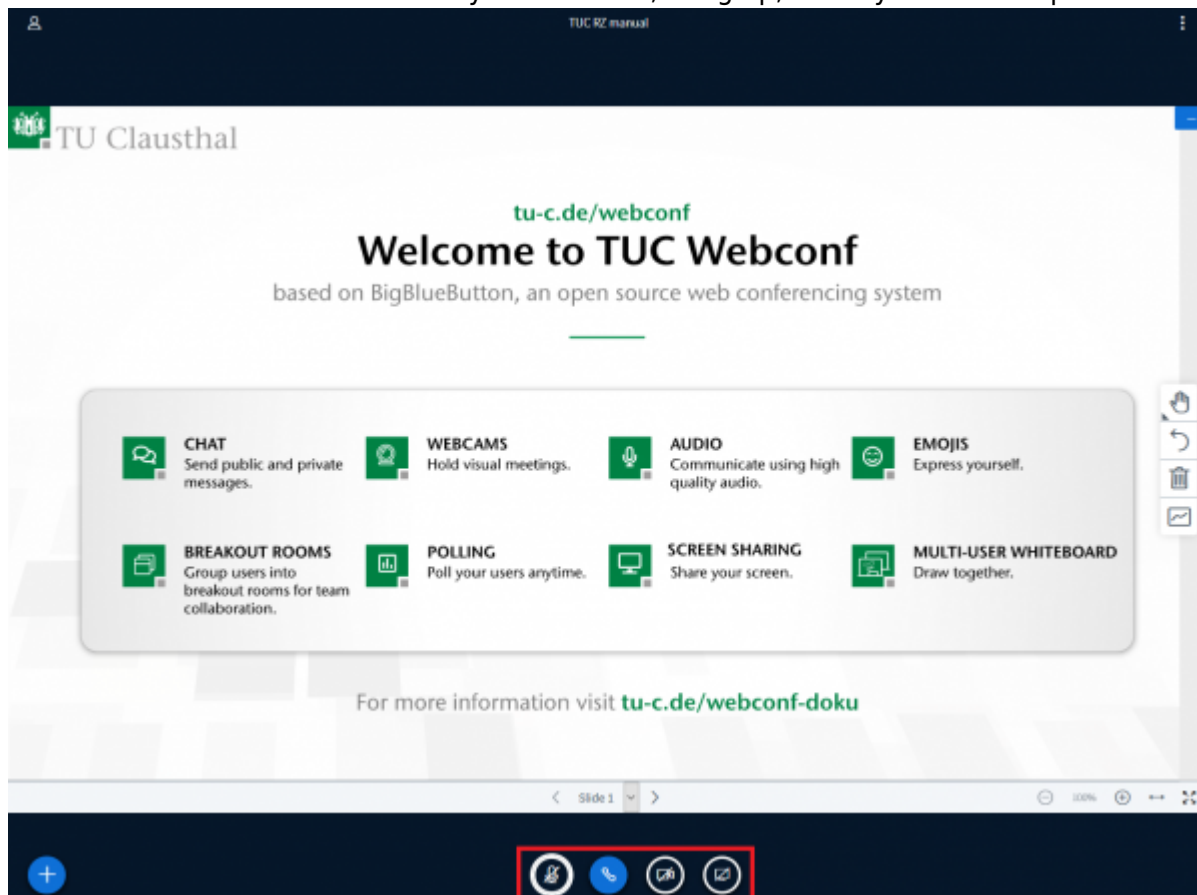 TUC RZ manual
TU Clausthal
tu-c.de/webconf
Welcome to TUC Webconf
based on BigBlueButton, an open source web conferencing system
CHAT
Send public and private
messages.
WEBCAMS
Hold visual meetings.
AUDIO
Communicate using high
quality audio.
EMOJIS
Express yourself.
BREAKOUT ROOMS
Group users into
breakout rooms for team
collaboration.
POLLING
Poll your users anytime.
SCREEN SHARING
Share your screen.
MULTI-USER WHITEBOARD
Draw together.
For more information visit tu-c.de/webconf-doku
Slide 1
100%